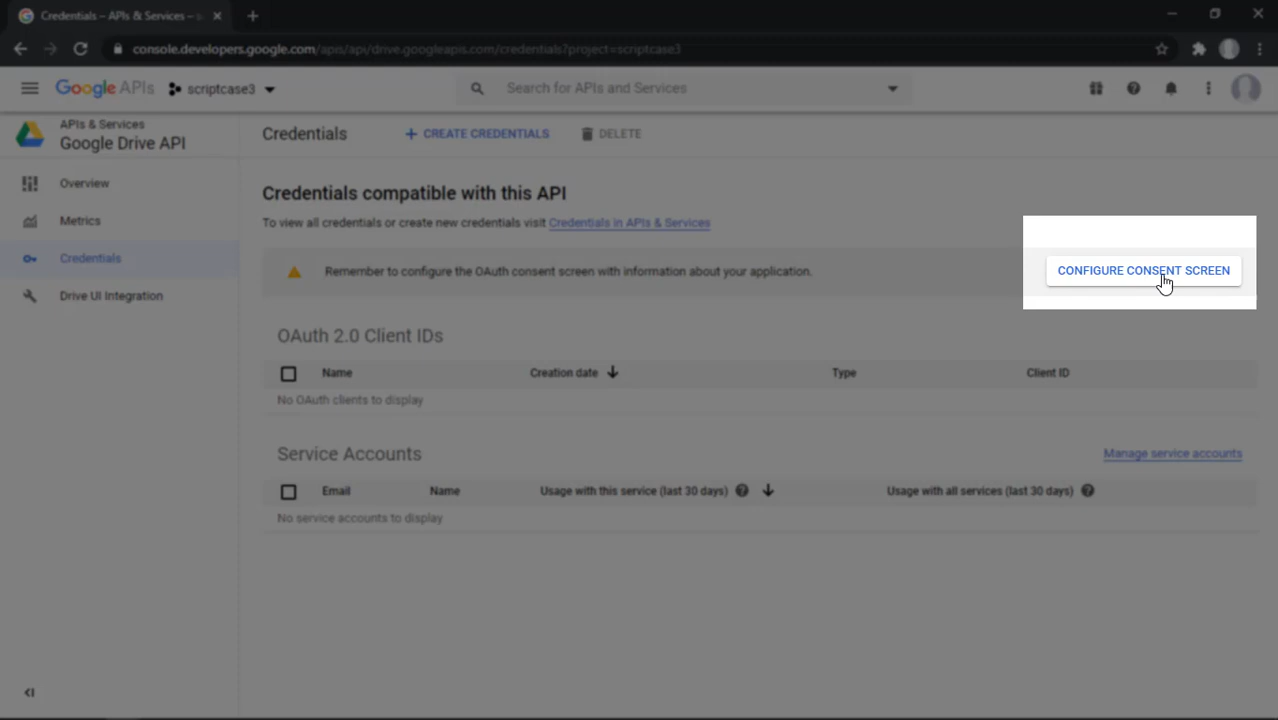 Credentials – APIs & Services – s
console.developers.google.com/apis/api/drive.googleapis.com/credentials?project=scriptcase3
Google APIs
scriptcase3
Search for APIs and Services
APIs & Services
Google Drive API
Overview
Metrics
Credentials
Drive UI Integration
Credentials
+ CREATE CREDENTIALS
DELETE
Credentials compatible with this API
To view all credentials or create new credentials visit Credentials in APIs & Services
Remember to configure the OAuth consent screen with information about your application.
CONFIGURE CONSENT SCREEN
OAuth 2.0 Client IDs
Name Creation date Type Client ID
No OAuth clients to display
Service Accounts
Manage service accounts
Email Name Usage with this service (last 30 days) Usage with all services (last 30 days)
No service accounts to display